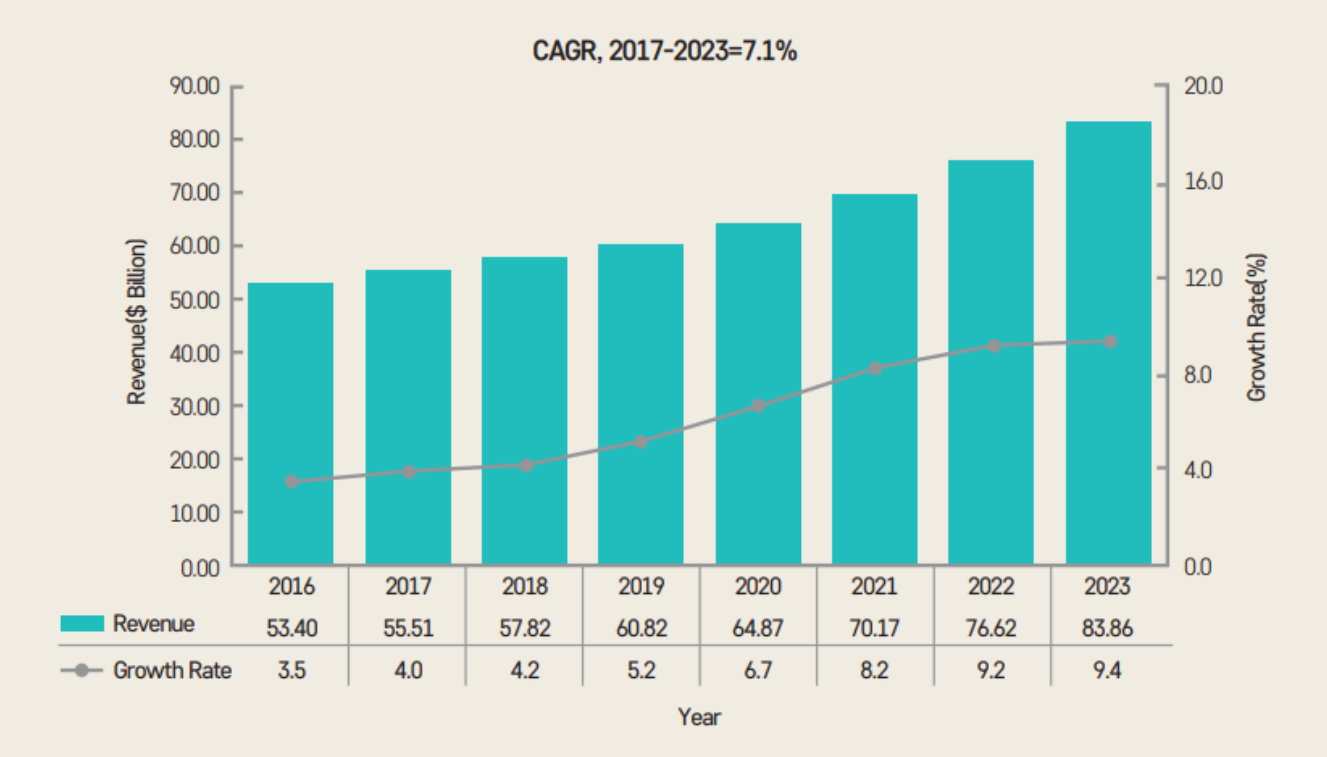 CAGR, 2017-2023=7.1%
90.00
80.00
70.00
60.00
50.00
40.00
30.00
20.00
10.00
0.00
Revenue($ Billion)
20.0
16.0
12.0
8.0
4.0
0.0
Growth Rate(%)
2016 2017 2018 2019 2020 2021 2022 2023
Revenue 53.40 55.51 57.82 60.82 64.87 70.17 76.62 83.86
Growth Rate 3.5 4.0 4.2 5.2 6.7 8.2 9.2 9.4
Year